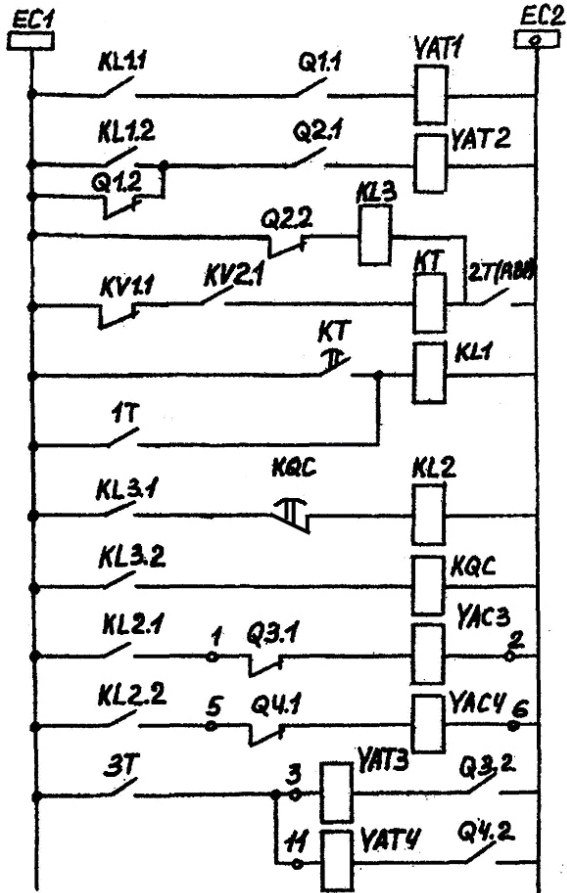 EC1 EC2
KL1.1 Q1.1 YAT1
KL1.2 Q2.1 YAT2
Q1.2
Q2.2 KL3
KV1.1 KV2.1 KT 2T(АВВ)
KT KL1
1T
KQC
KL3.1 KL2
KL3.2 KQC
KL2.1 1 Q3.1 YAC3 2
KL2.2 5 Q4.1 YAC4 6
3T 3 YAT3 Q3.2
11 YAT4 Q4.2